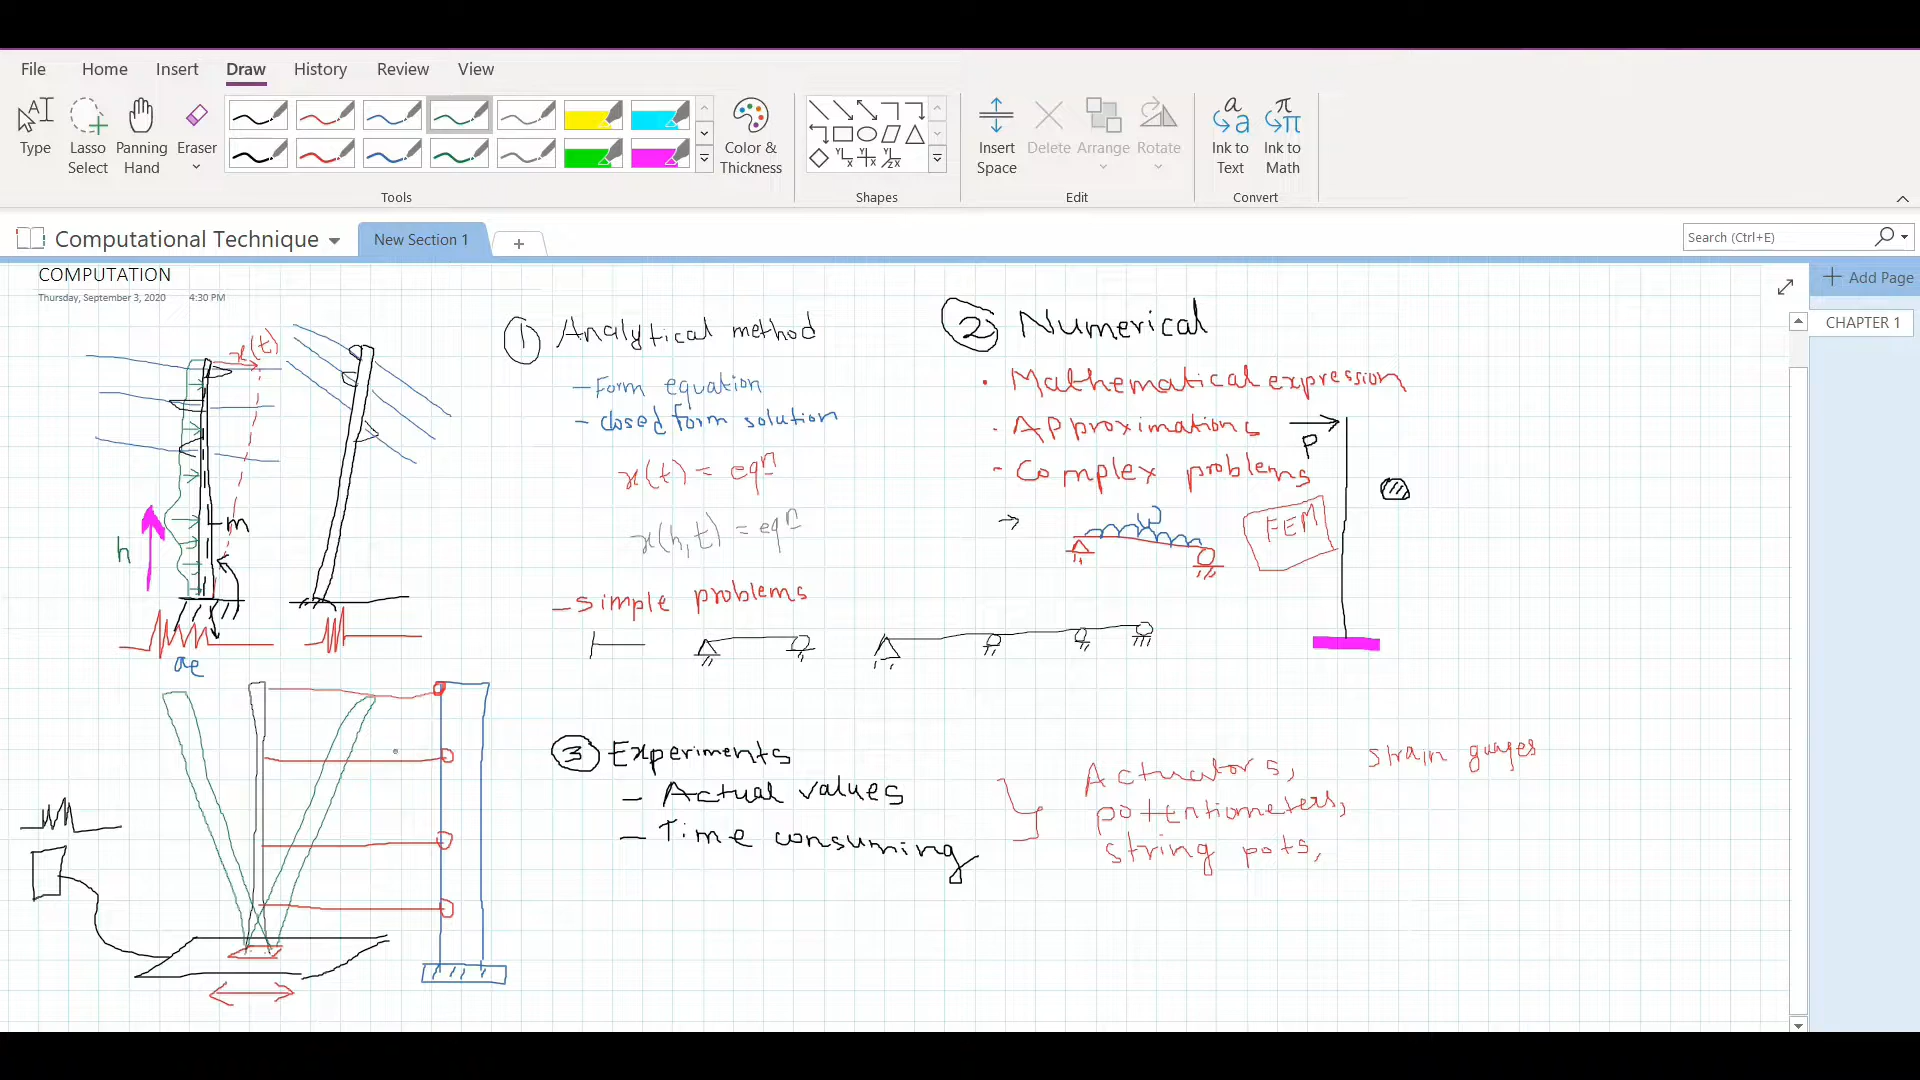 File Home Insert Draw History Review View
Type
Lasso Select
Panning Hand
Eraser
Color & Thickness
Insert Space
Delete
Arrange
Rotate
Ink to Text
Ink to Math
Tools
Shapes
Edit
Convert
Computational Technique
New Section 1
Search (Ctrl+E)
Add Page
CHAPTER 1
COMPUTATION
Thursday, September 3, 2020 4:30 PM
x(t)
m
h
① Analytical method
- Form equation
- closed form solution
x(t) = eqn
x(h,t) = eqn
- simple problems
② Numerical
• Mathematical expression
• Approximations
- Complex problems
P
W
FEM
③ Experiments
- Actual values
- Time consuming
Actuators,
pottentiometers,
string pots,
strain guages